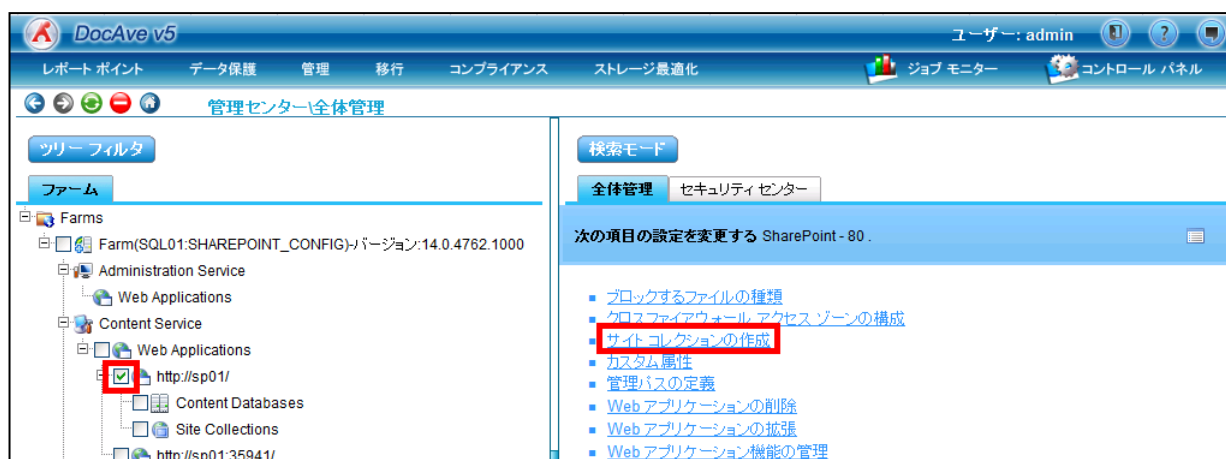 DocAve v5 ユーザー: admin
レポート ポイント データ保護 管理 移行 コンプライアンス ストレージ最適化 ジョブ モニター コントロール パネル
管理センター\全体管理
ツリー フィルタ
ファーム
Farms
Farm(SQL01:SHAREPOINT_CONFIG)-バージョン:14.0.4762.1000
Administration Service
Web Applications
Content Service
Web Applications
http://sp01/
Content Databases
Site Collections
http://sp01:35941/
検索モード
全体管理 セキュリティ センター
次の項目の設定を変更する SharePoint - 80 .
ブロックするファイルの種類
クロスファイアウォール アクセス ゾーンの構成
サイト コレクションの作成
カスタム属性
管理パスの定義
Web アプリケーションの削除
Web アプリケーションの拡張
Web アプリケーション機能の管理